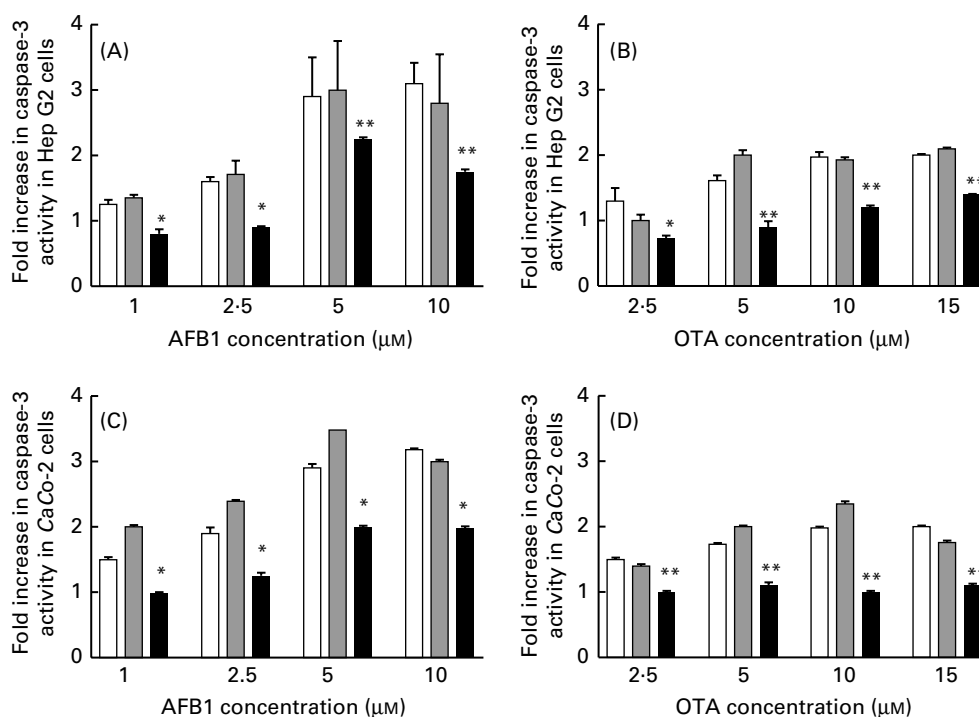 (A)
Fold increase in caspase-3
activity in Hep G2 cells
4
3
2
1
0
*
*
**
**
1 2·5 5 10
AFB1 concentration (μM)
(B)
Fold increase in caspase-3
activity in Hep G2 cells
4
3
2
1
0
*
**
**
**
2·5 5 10 15
OTA concentration (μM)
(C)
Fold increase in caspase-3
activity in CaCo-2 cells
4
3
2
1
0
*
*
*
*
1 2.5 5 10
AFB1 concentration (μM)
(D)
Fold increase in caspase-3
activity in CaCo-2 cells
4
3
2
1
0
**
**
**
**
2·5 5 10 15
OTA concentration (μM)